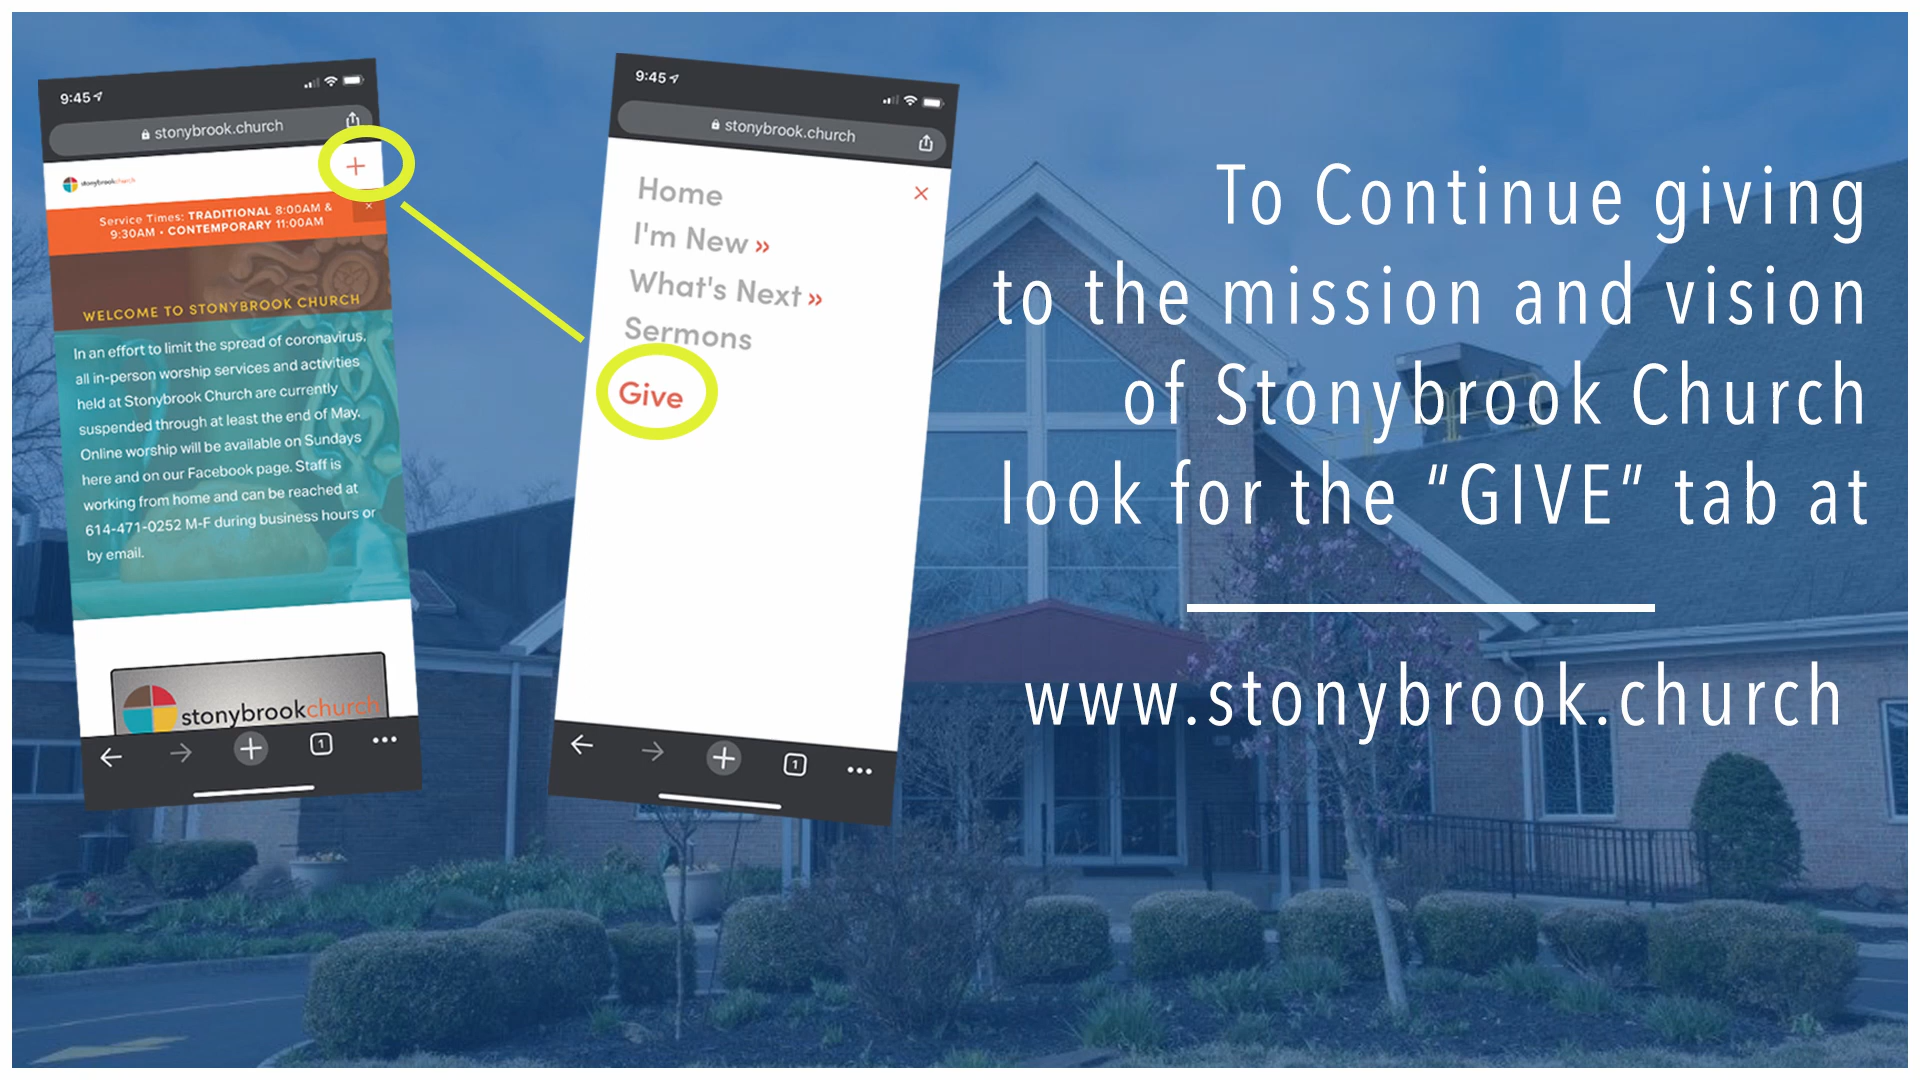 9:45
stonybrook.church
stonybrookchurch
Service Times: TRADITIONAL 8:00AM &
9:30AM • CONTEMPORARY 11:00AM
WELCOME TO STONYBROOK CHURCH
In an effort to limit the spread of coronavirus,
all in-person worship services and activities
held at Stonybrook Church are currently
suspended through at least the end of May.
Online worship will be available on Sundays
here and on our Facebook page. Staff is
working from home and can be reached at
614-471-0252 M-F during business hours or
by email.
stonybrookchurch
1
9:45
stonybrook.church
Home
I'm New »
What's Next »
Sermons
Give
1
To Continue giving
to the mission and vision
of Stonybrook Church
look for the “GIVE” tab at
www.stonybrook.church